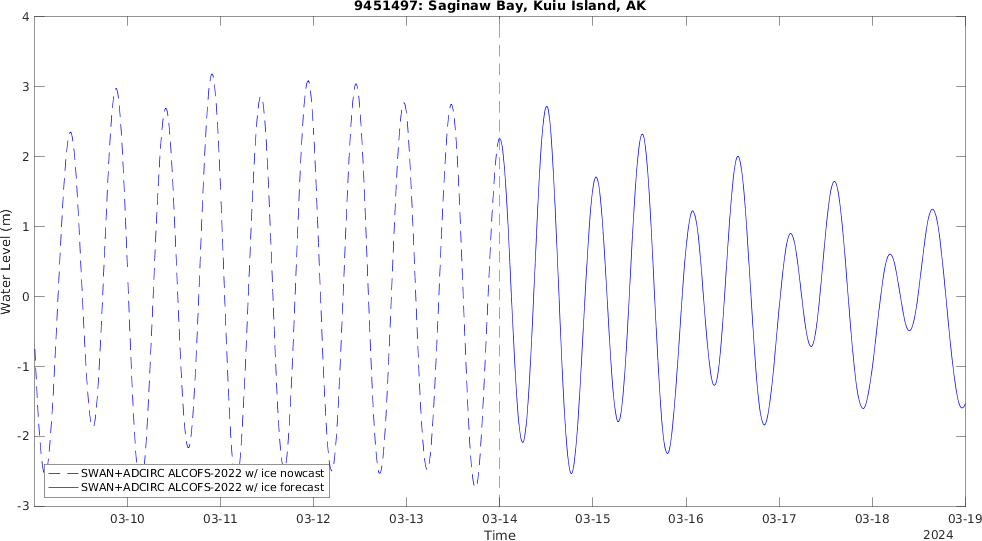 9451497: Saginaw Bay, Kuiu Island, AK
4
3
2
1
0
-1
-2
-3
Water Level (m)
SWAN+ADCIRC ALCOFS-2022 w/ ice nowcast
SWAN+ADCIRC ALCOFS-2022 w/ ice forecast
03-10 03-11 03-12 03-13 03-14 03-15 03-16 03-17 03-18 03-19
Time
2024